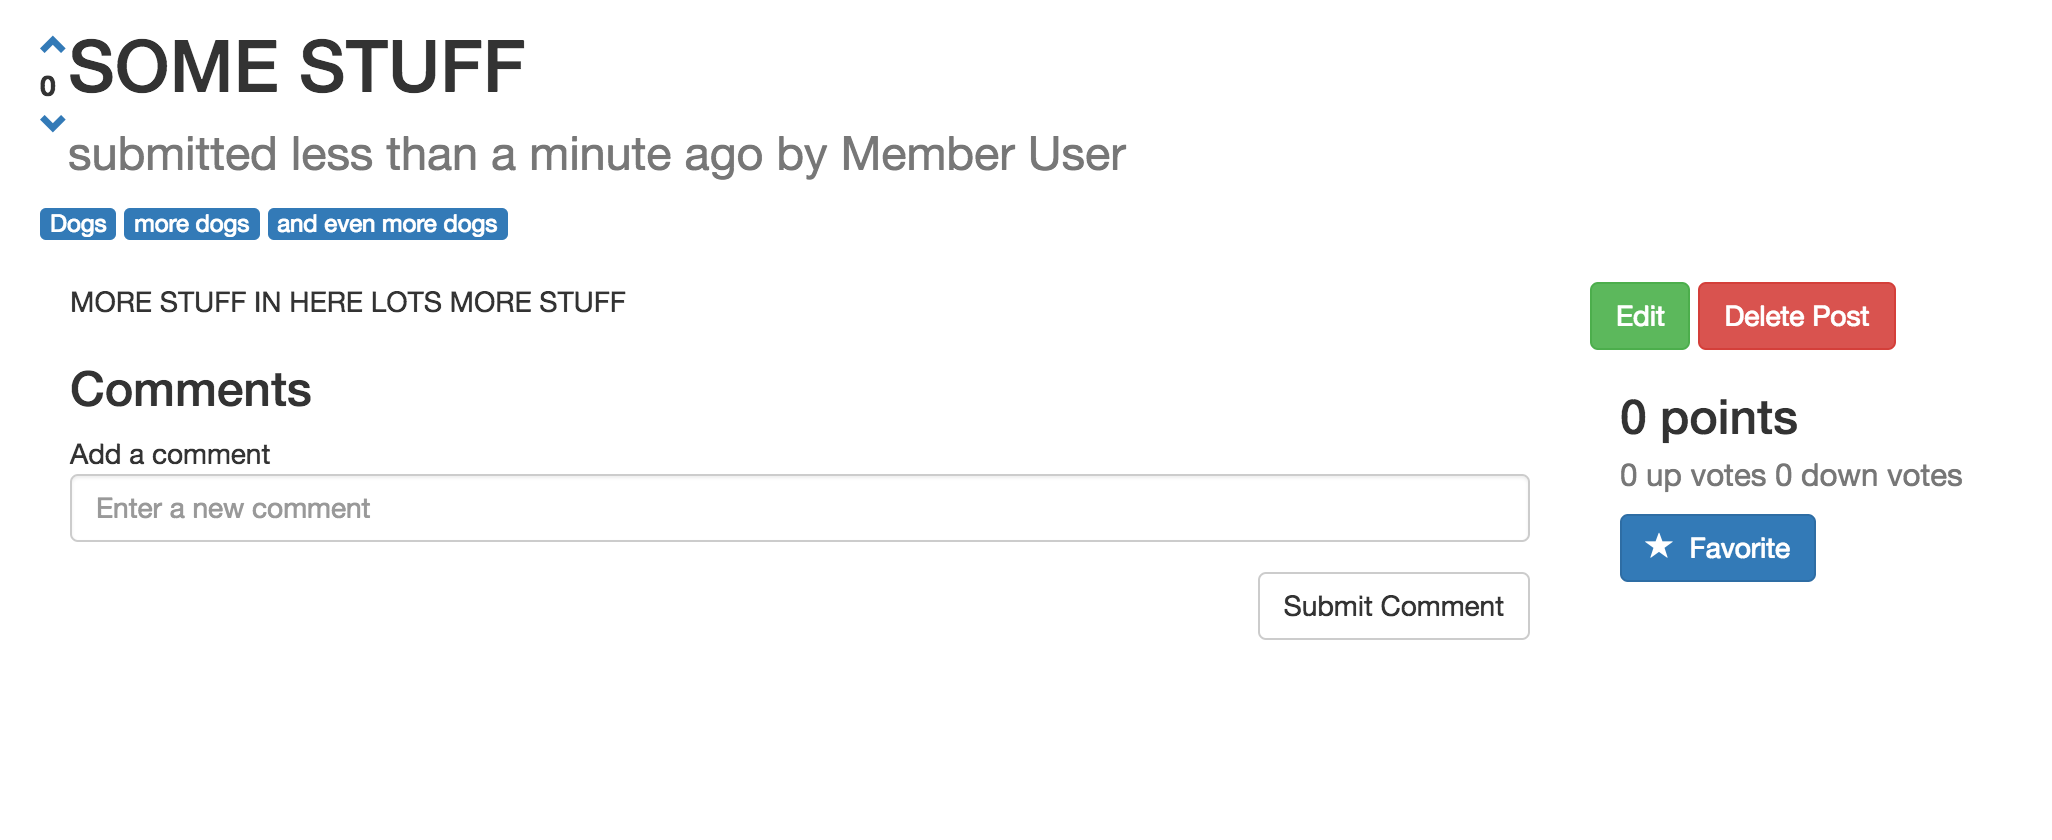 SOME STUFF
0
submitted less than a minute ago by Member User
Dogs more dogs and even more dogs
MORE STUFF IN HERE LOTS MORE STUFF
Edit Delete Post
Comments
0 points
Add a comment
0 up votes 0 down votes
Enter a new comment
Favorite
Submit Comment